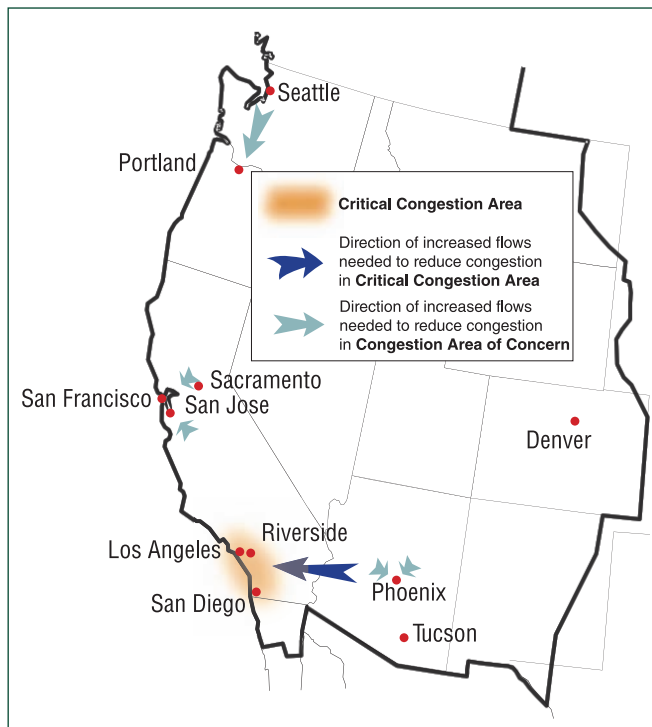 Seattle
Portland
Critical Congestion Area
Direction of increased flows
needed to reduce congestion
in Critical Congestion Area
Direction of increased flows
needed to reduce congestion
in Congestion Area of Concern
Sacramento
San Francisco
San Jose
Denver
Riverside
Los Angeles
Phoenix
San Diego
Tucson